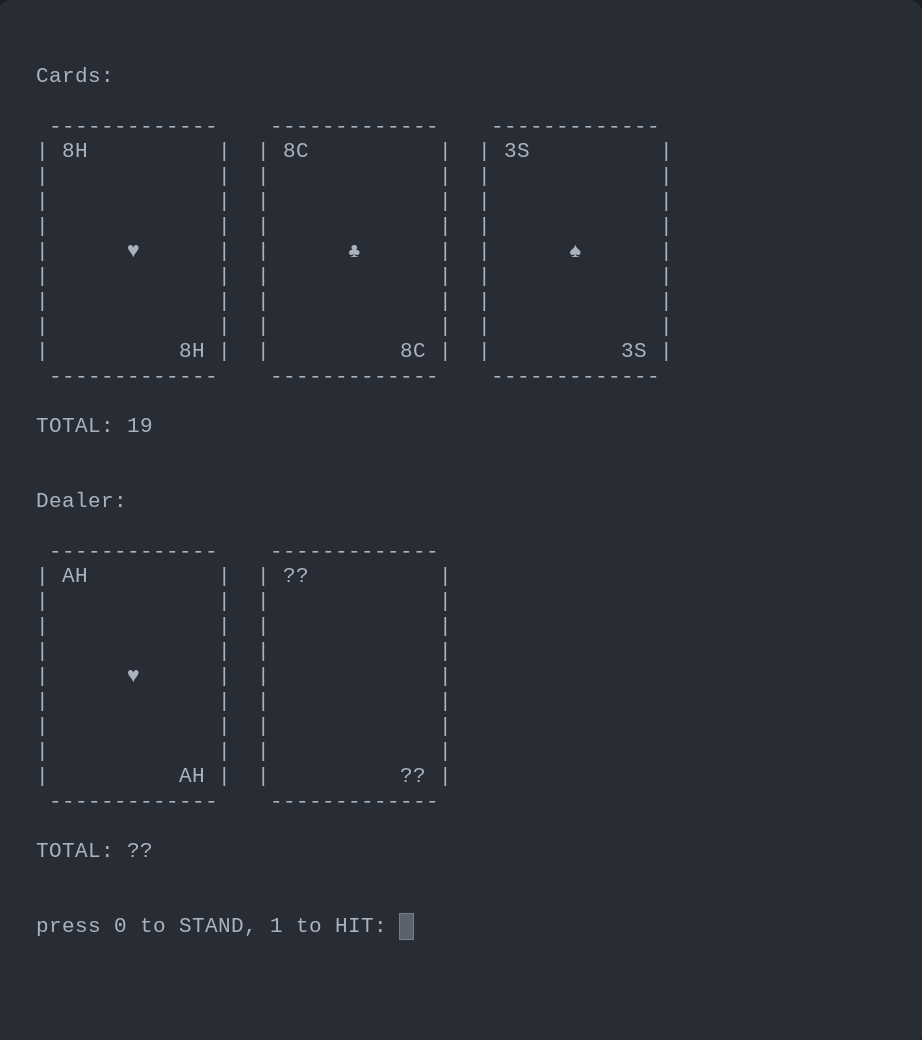 Cards:
 -------------    -------------    -------------
| 8H          |  | 8C          |  | 3S          |
|             |  |             |  |             |
|             |  |             |  |             |
|             |  |             |  |             |
|      ♥      |  |      ♣      |  |      ♠      |
|             |  |             |  |             |
|             |  |             |  |             |
|             |  |             |  |             |
|          8H |  |          8C |  |          3S |
 -------------    -------------    -------------
TOTAL: 19
Dealer:
 -------------    -------------
| AH          |  | ??          |
|             |  |             |
|             |  |             |
|             |  |             |
|      ♥      |  |             |
|             |  |             |
|             |  |             |
|             |  |             |
|          AH |  |          ?? |
 -------------    -------------
TOTAL: ??
press 0 to STAND, 1 to HIT: